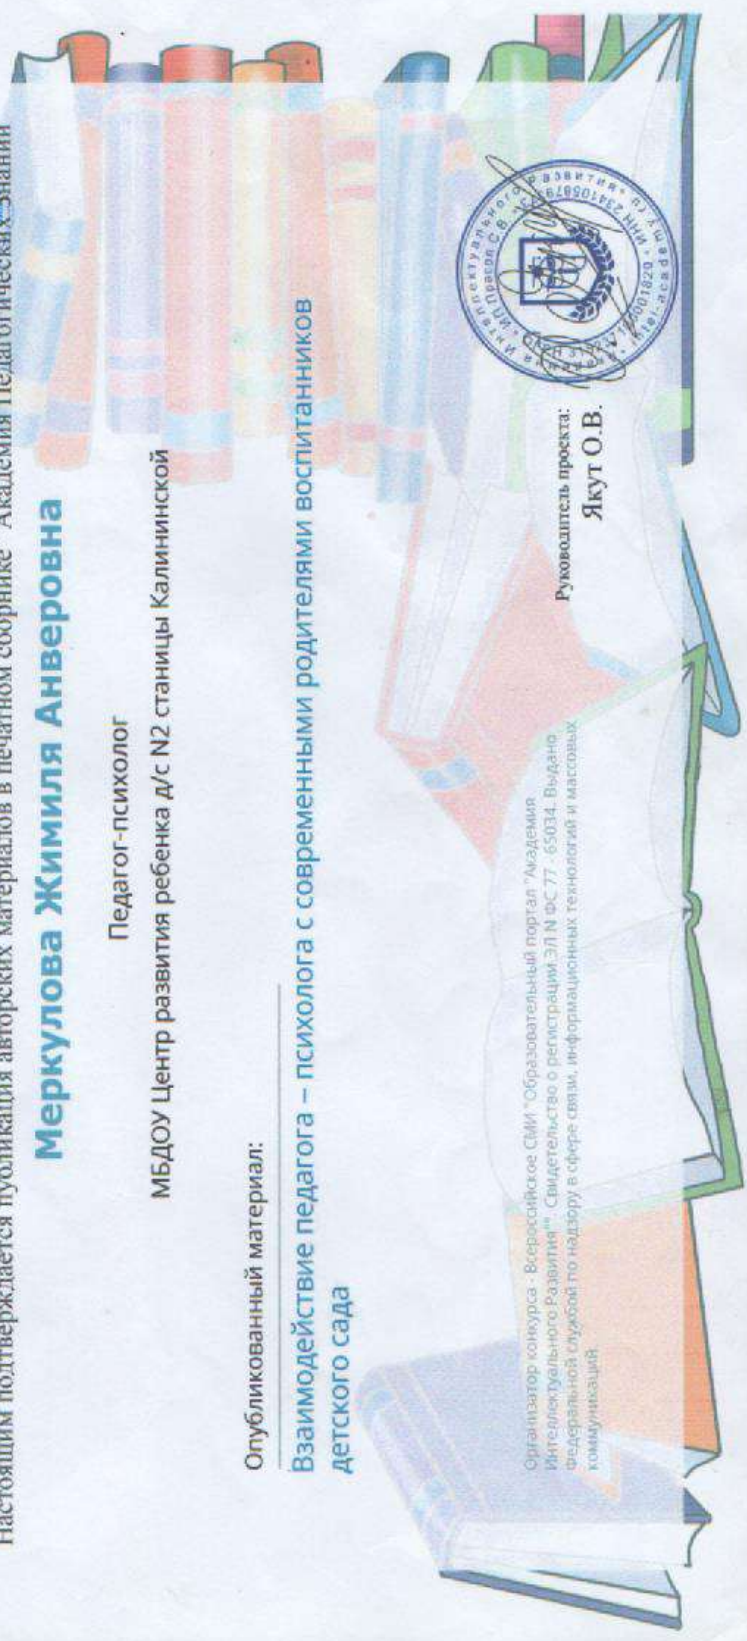 Настоящим подтверждается публикация авторских материалов в печатном сборнике "Академия Педагогических Знаний
Меркулова Жимиля Анверовна
Педагог-психолог
МБДОУ Центр развития ребенка д/с N2 станицы Калининской
Опубликованный материал:
Взаимодействие педагога – психолога с современными родителями воспитанников
детского сада
Организатор конкурса - Всероссийское СМИ "Образовательный портал "Академия
Интеллектуального Развития"". Свидетельство о регистрации ЭЛ N ФС 77 - 65034. Выдано
Федеральной службой по надзору в сфере связи, информационных технологий и массовых
коммуникаций
Руководитель проекта:
Якут О.В.
Интеллектуального развития